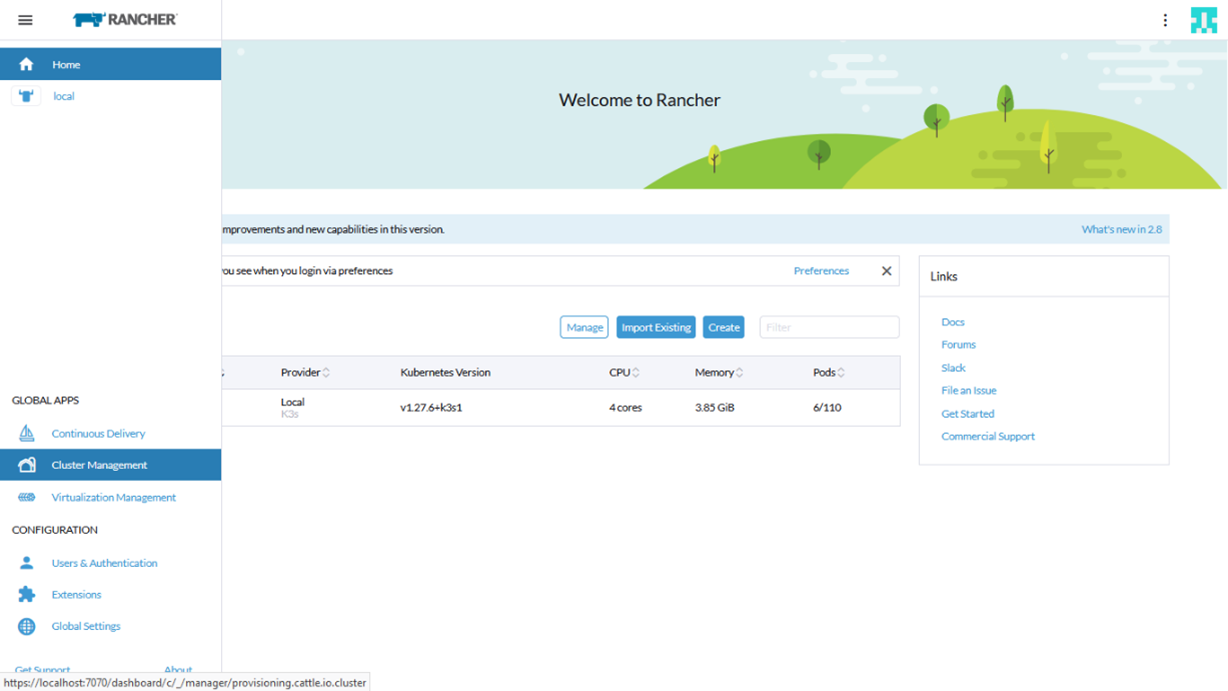 RANCHER
Home
local
Welcome to Rancher
mprovements and new capabilities in this version.
What's new in 2.8
you see when you login via preferences
Preferences
Links
Docs
Forums
Slack
File an Issue
Get Started
Commercial Support
Manage
Import Existing
Create
Filter
Provider
Kubernetes Version
CPU
Memory
Pods
Local
K3s
v1.27.6+k3s1
4 cores
3.85 GiB
6/110
GLOBAL APPS
Continuous Delivery
Cluster Management
Virtualization Management
CONFIGURATION
Users & Authentication
Extensions
Global Settings
Get Support
About
https://localhost:7070/dashboard/c/_/manager/provisioning.cattle.io.cluster